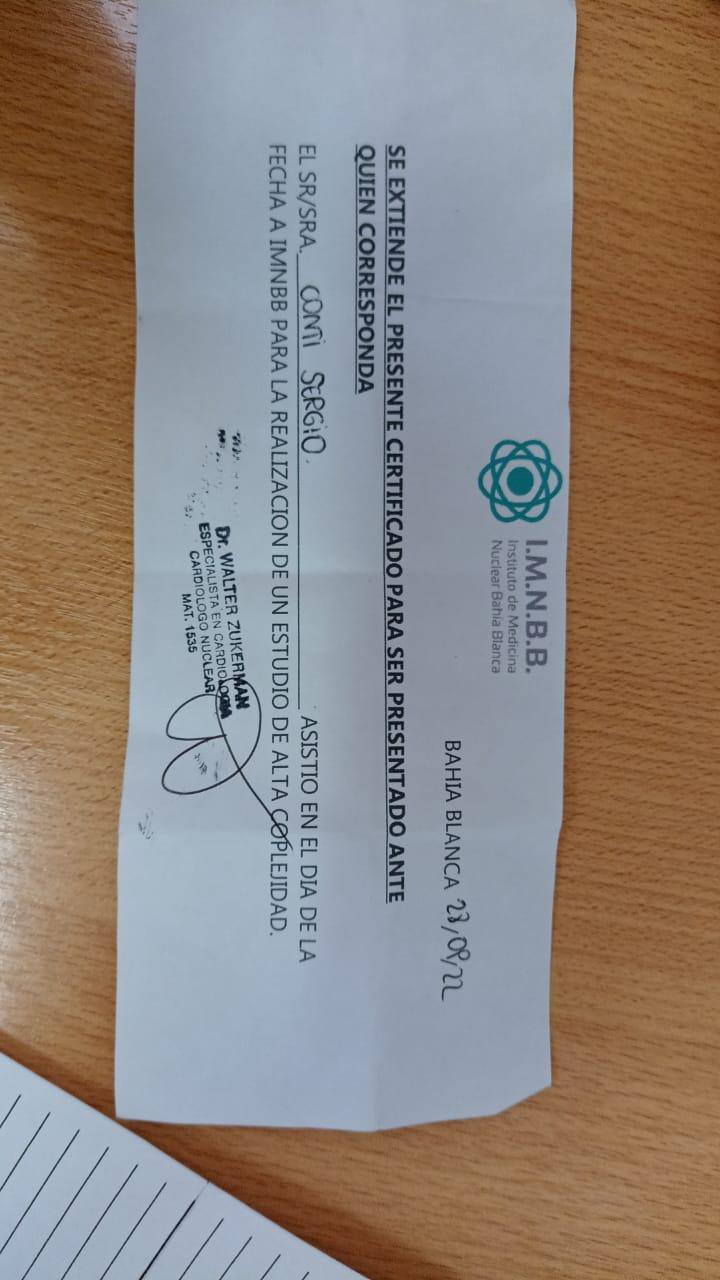 I.M.N.B.B.
Instituto de Medicina
Nuclear Bahía Blanca
BAHIA BLANCA 23/09/22
SE EXTIENDE EL PRESENTE CERTIFICADO PARA SER PRESENTADO ANTE
QUIEN CORRESPONDA
EL SR/SRA. CONTI SERGIO. ASISTIO EN EL DIA DE LA
FECHA A IMNBB PARA LA REALIZACION DE UN ESTUDIO DE ALTA COPLEJIDAD.
Dr. WALTER ZUKERMAN
ESPECIALISTA EN CARDIOLOGIA
CARDIOLOGO NUCLEAR
MAT. 1535